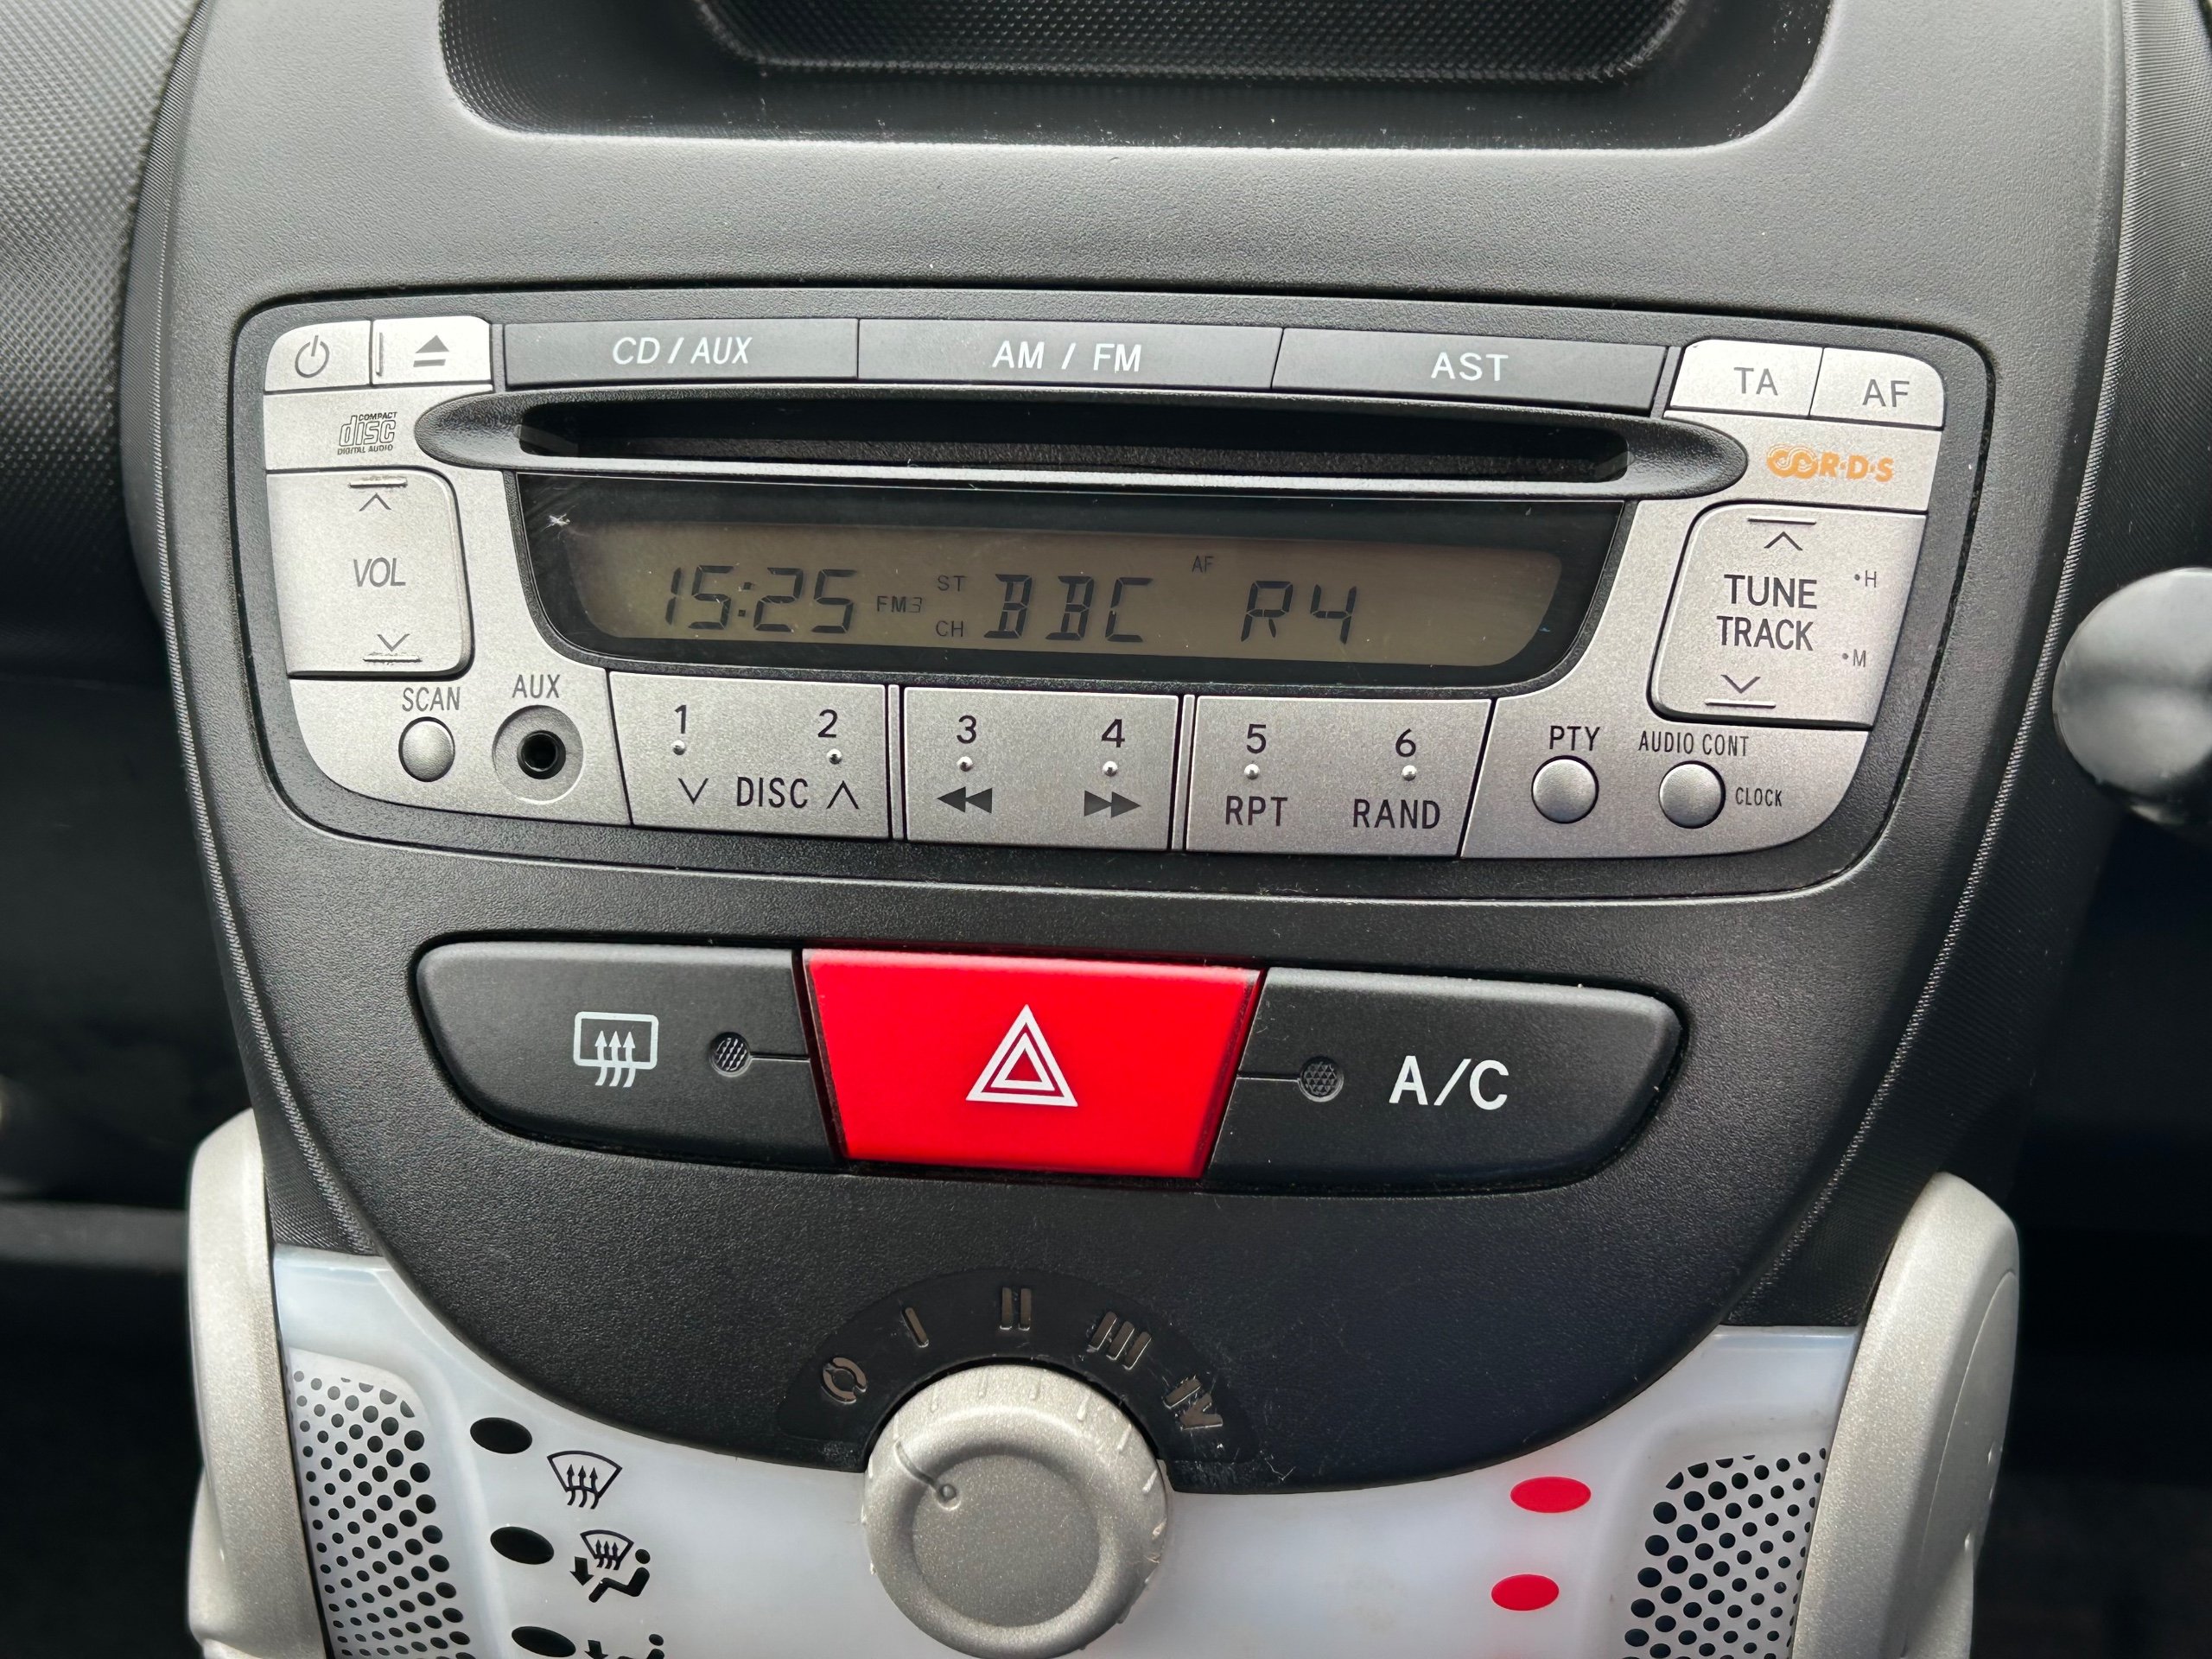 CD / AUX AM / FM AST TA AF
COMPACT
disc
DIGITAL AUDIO
R·D·S
VOL
15:25 FM3 ST CH AF BBC R4
TUNE
TRACK
•H
•M
SCAN AUX
1 2 3 4 5 6
DISC RPT RAND
PTY AUDIO CONT
CLOCK
A/C
0 I II III IV